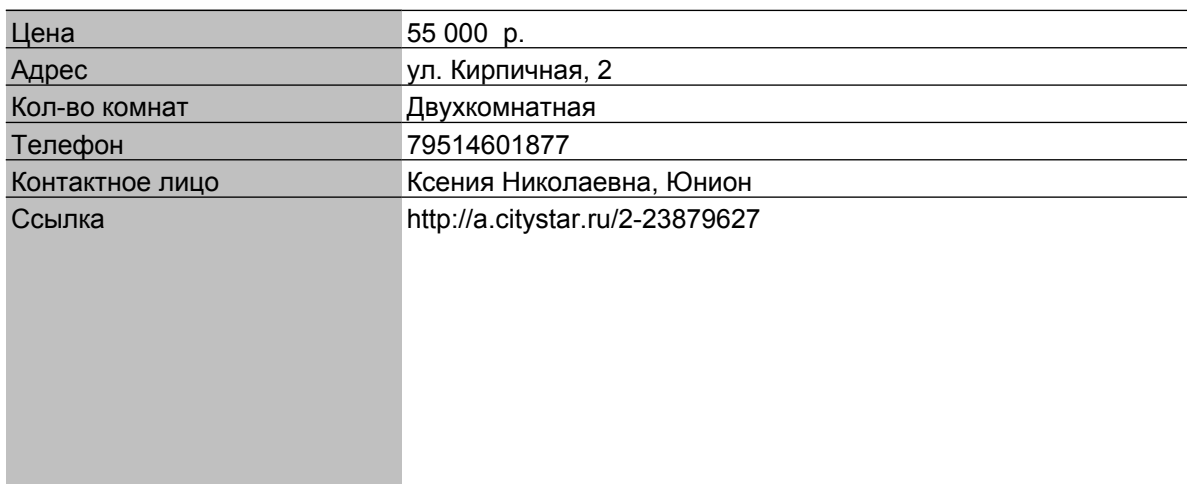 Цена 55 000 р.
Адрес ул. Кирпичная, 2
Кол-во комнат Двухкомнатная
Телефон 79514601877
Контактное лицо Ксения Николаевна, Юнион
Ссылка http://a.citystar.ru/2-23879627